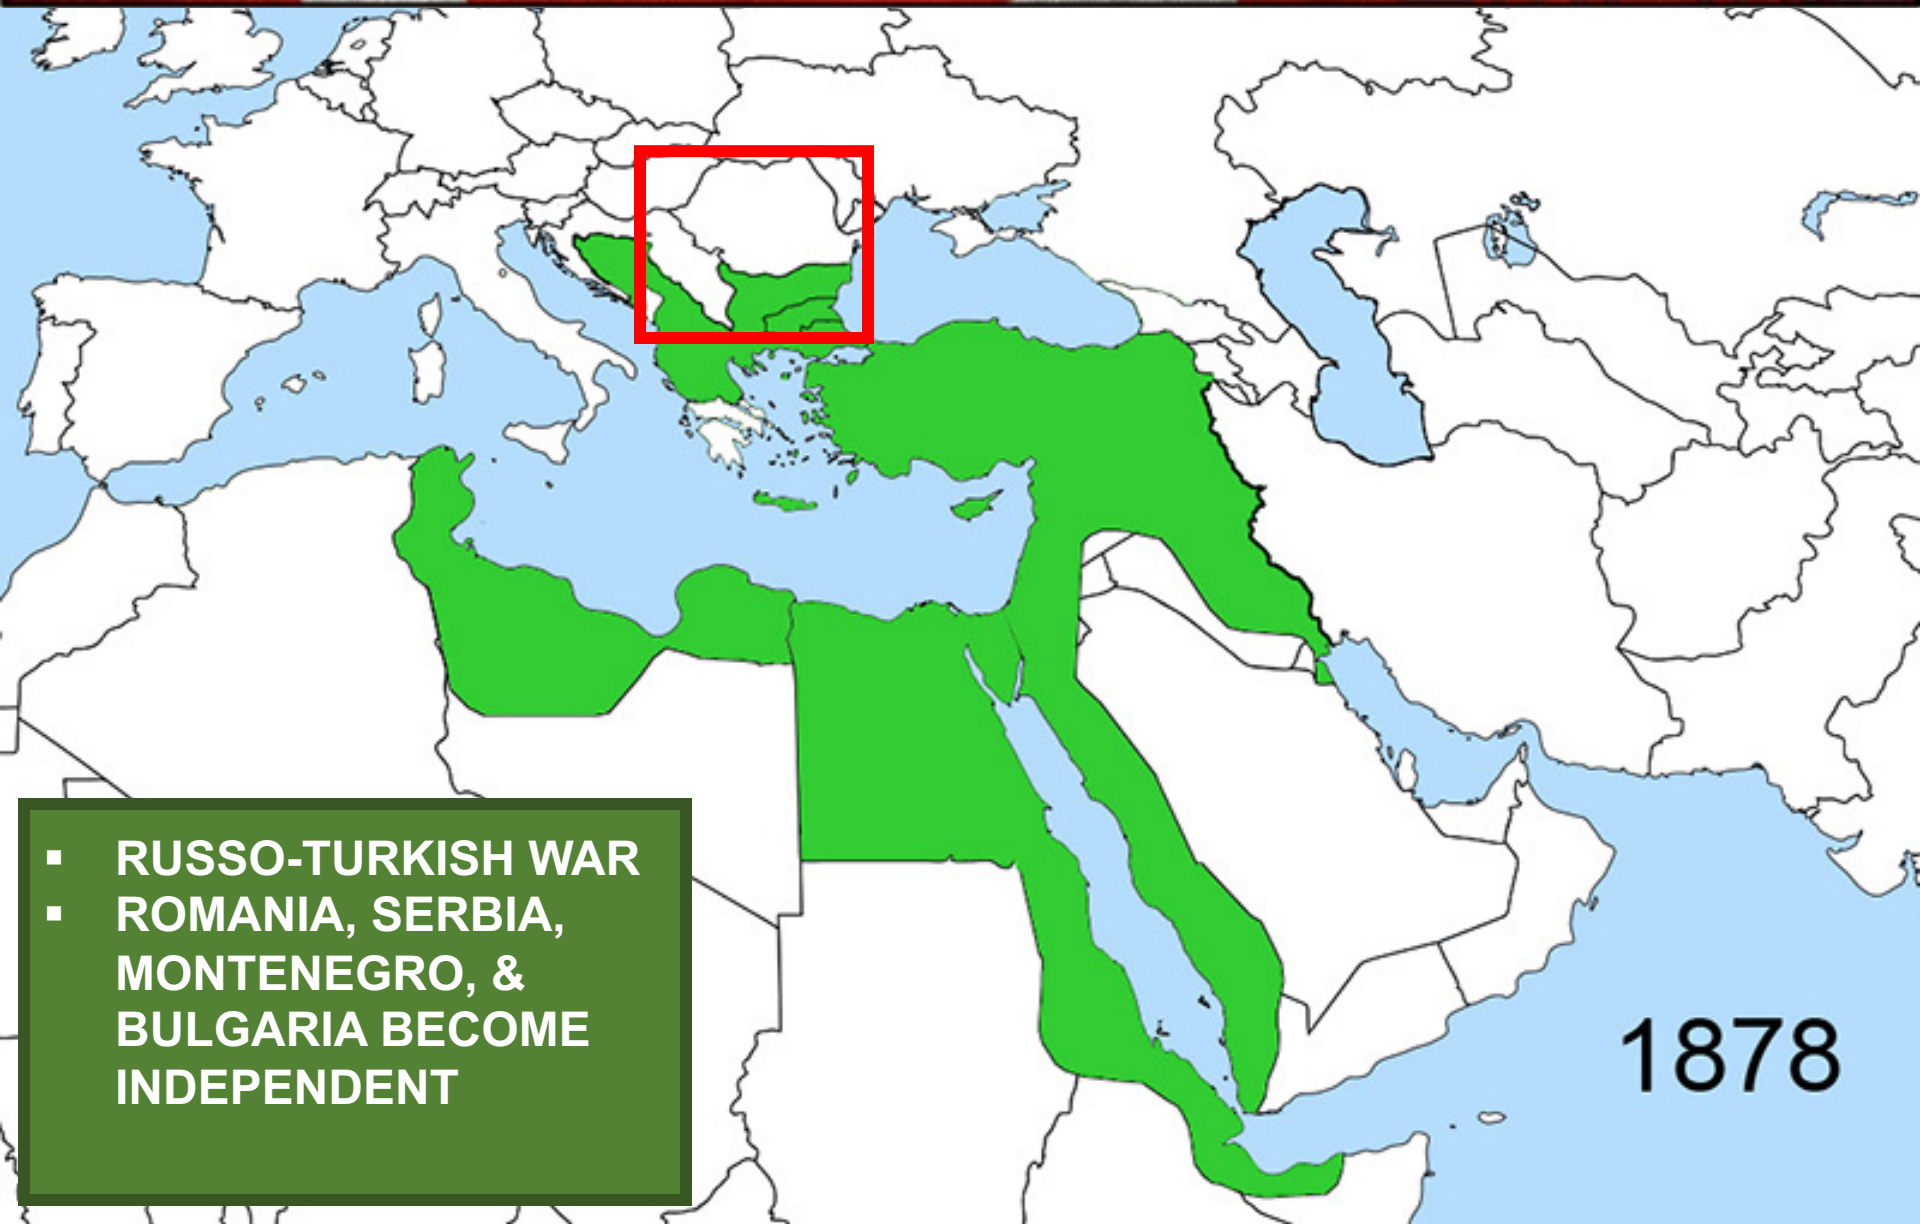 ▪ RUSSO-TURKISH WAR
▪ ROMANIA, SERBIA,
MONTENEGRO, &
BULGARIA BECOME
INDEPENDENT
1878